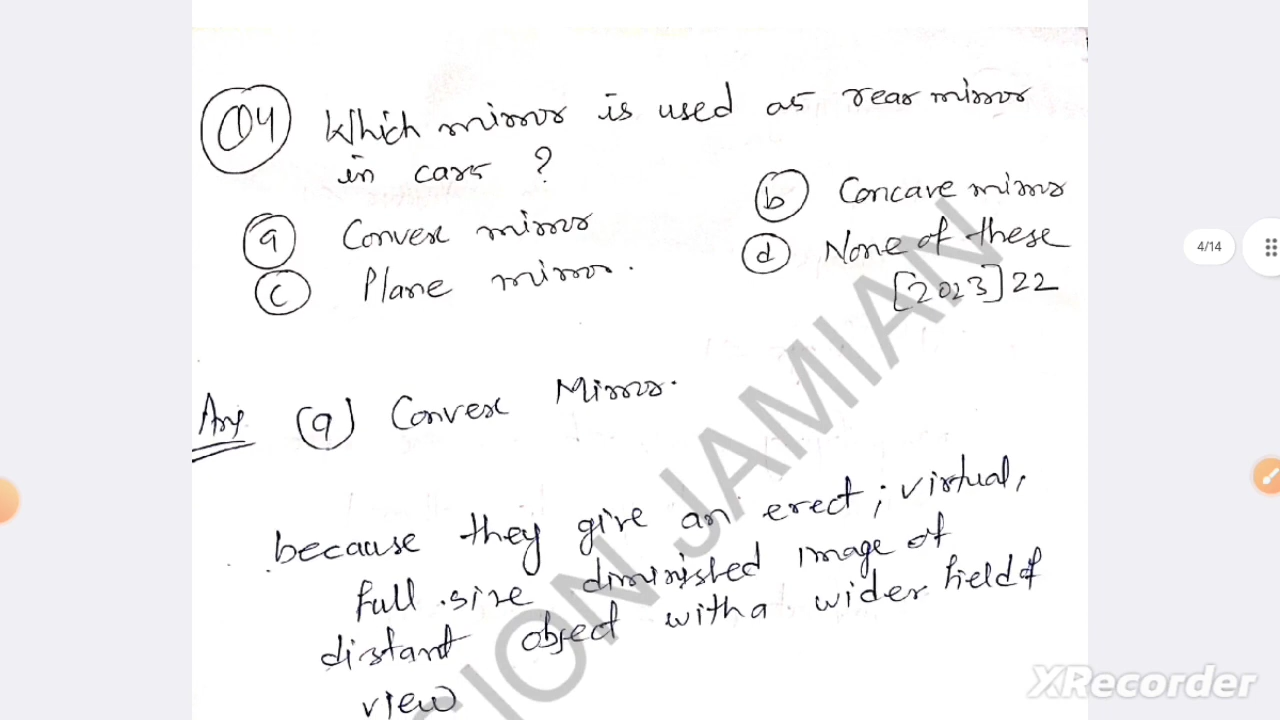 Q4 Which mirror is used as rear mirror
in cars ?
a Convex mirror
b Concave mirror
c Plane mirror.
d None of these
[2023] 22
4/14
Ans (a) Convex Mirror.
because they give an erect, virtual,
full size diminished image of
distant object with a wider field of
view
ION JAMIAN
XRecorder